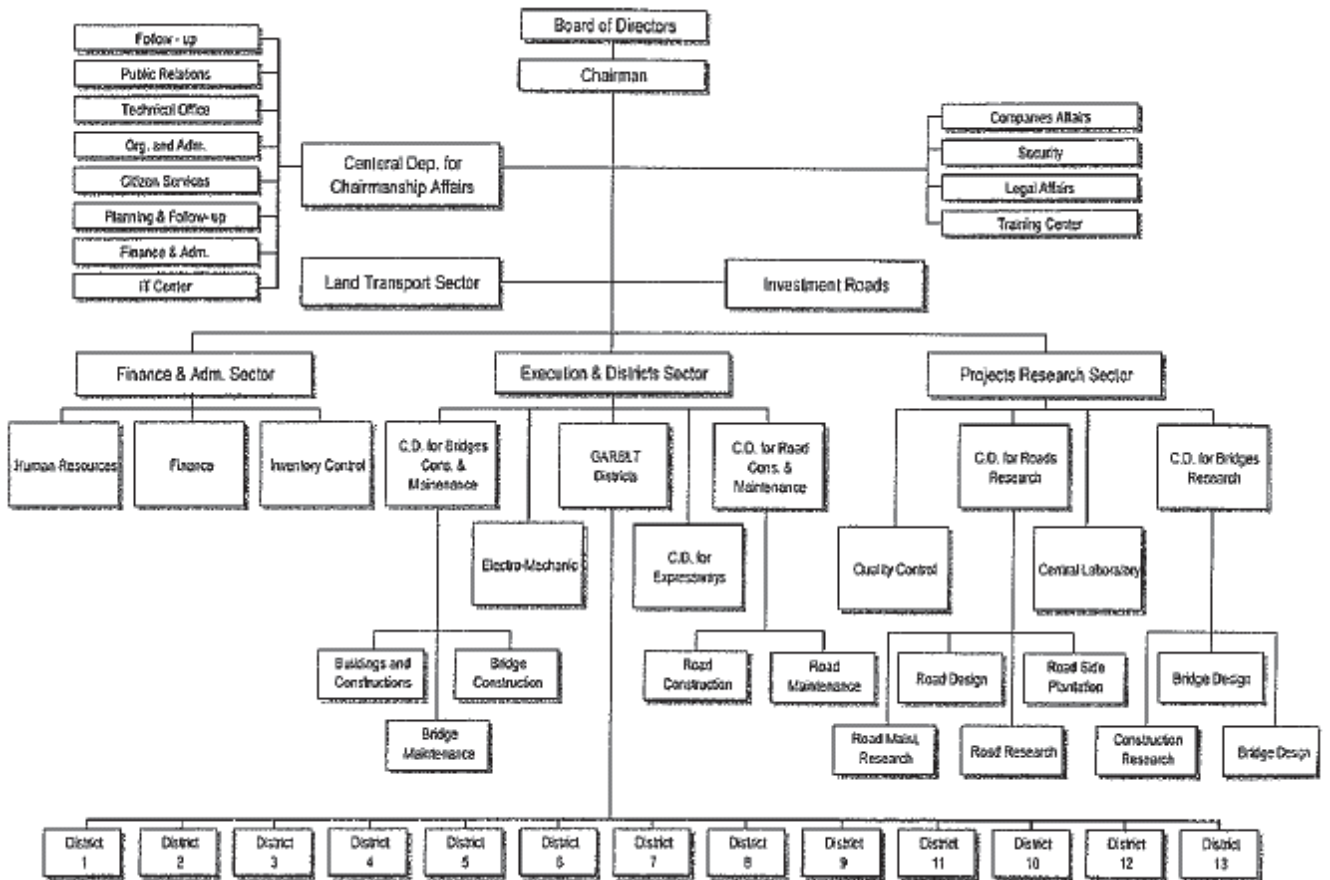 Board of Directors
Chairman
Follow - up
Public Relations
Technical Office
Org. and Adm.
Citizen Services
Planning & Follow-up
Finance & Adm.
IT Center
Centeral Dep. for
Chairmanship Affairs
Companies Affairs
Security
Legal Affairs
Training Center
Land Transport Sector
Investment Roads
Finance & Adm. Sector
Execution & Districts Sector
Projects Research Sector
Human Resources
Finance
Inventory Control
C.D. for Bridges
Cons. &
Maintenance
GARBLT
Districts
C.D. for Road
Cons. &
Maintenance
C.D. for Roads
Research
C.D. for Bridges
Research
Electro-Mechanic
C.D. for
Expressways
Quality Control
Central Laboratory
Buildings and
Constructions
Bridge
Construction
Bridge
Maintenance
Road
Construction
Road
Maintenance
Road Design
Road Side
Plantation
Road Maint,
Research
Road Research
Bridge Design
Construction
Research
Bridge Design
District
1
District
2
District
3
District
4
District
5
District
6
District
7
District
8
District
9
District
11
District
10
District
12
District
13